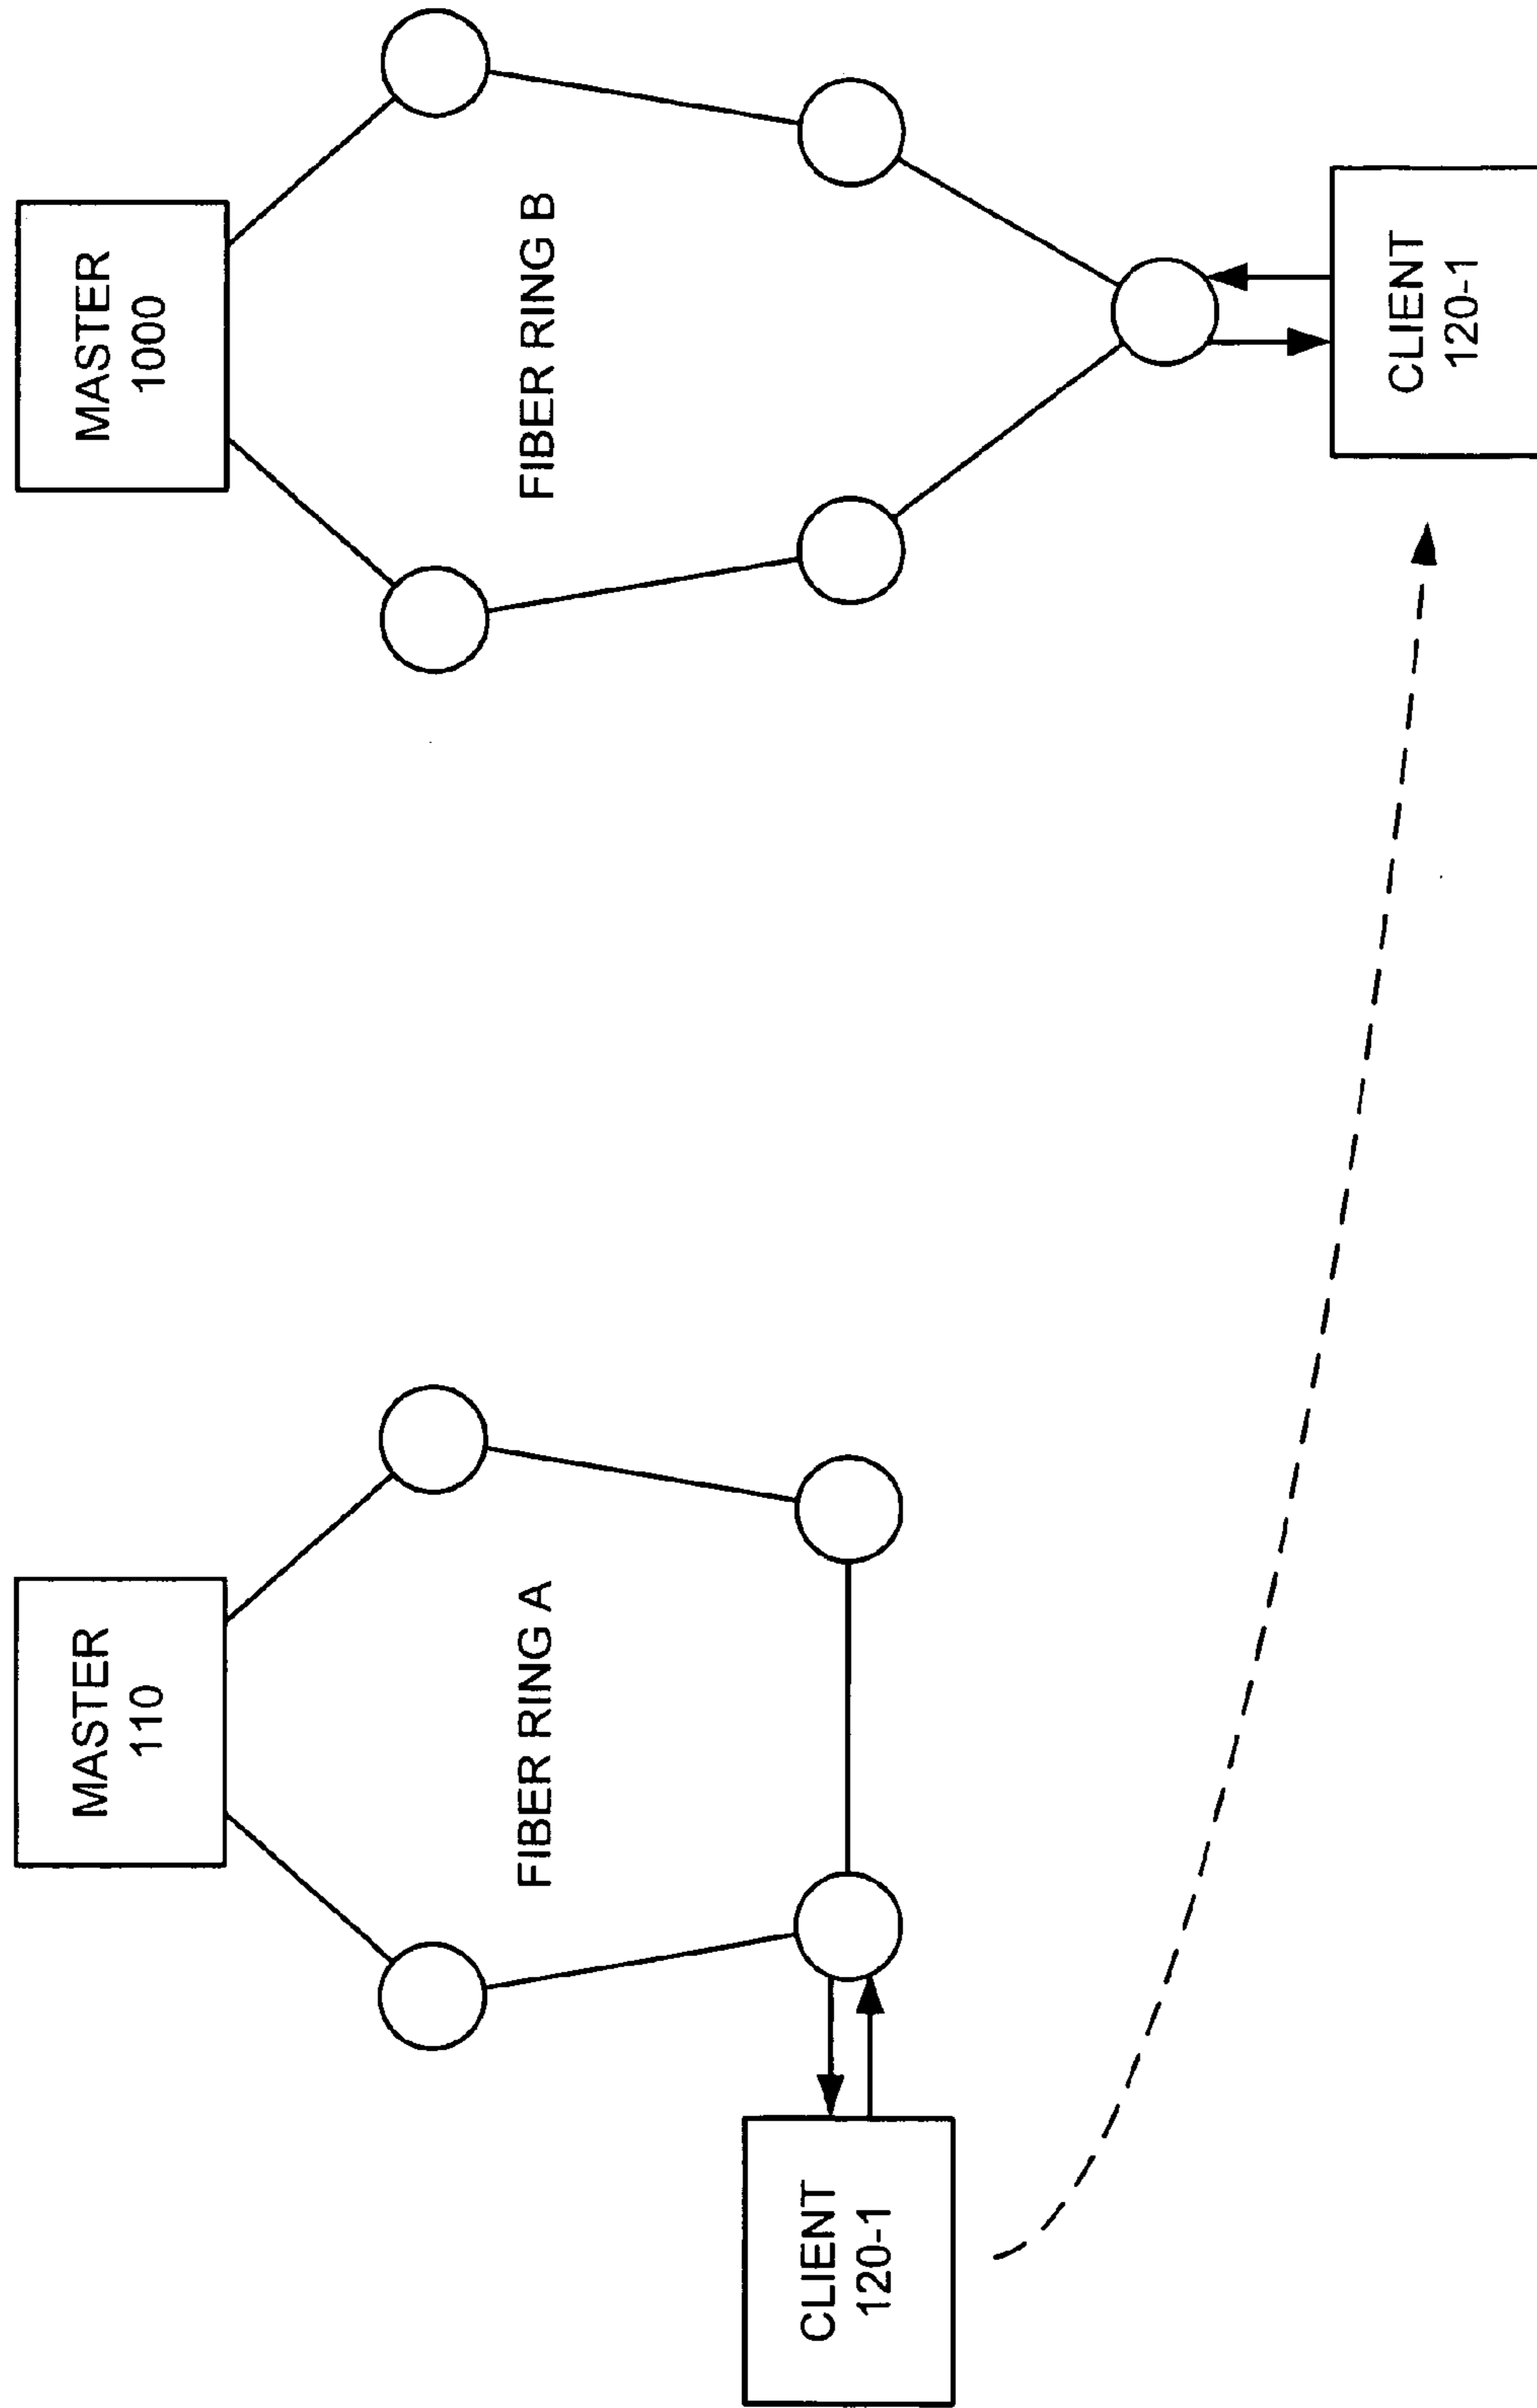 MASTER
110
FIBER RING A
CLIENT
120-1
MASTER
1000
FIBER RING B
CLIENT
120-1